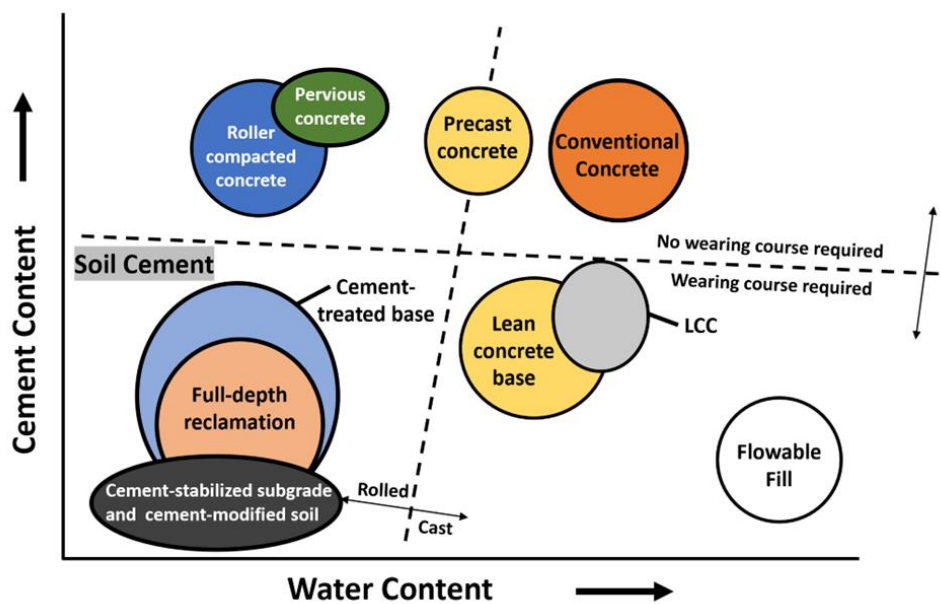 Pervious
concrete
Roller
compacted
concrete
Precast
concrete
Conventional
Concrete
No wearing course required
Wearing course required
Soil Cement
Cement-
treated base
LCC
Lean
concrete
base
Full-depth
reclamation
Flowable
Fill
Cement-stabilized subgrade
and cement-modified soil
Rolled
Cast
Cement Content
Water Content